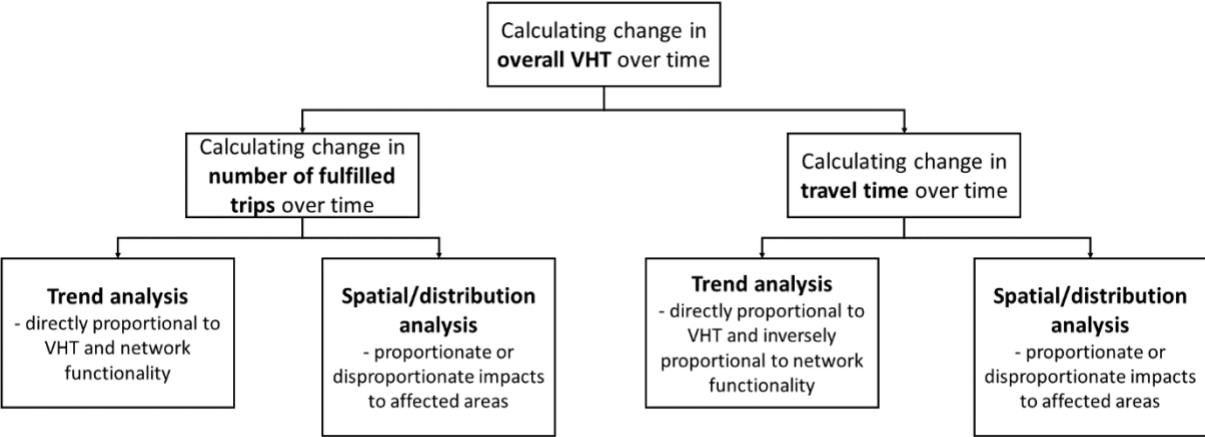 Calculating change in
overall VHT over time
Calculating change in
number of fulfilled
trips over time
Calculating change in
travel time over time
Trend analysis
- directly proportional to
VHT and network
functionality
Spatial/distribution
analysis
- proportionate or
disproportionate impacts
to affected areas
Trend analysis
- directly proportional to
VHT and inversely
proportional to network
functionality
Spatial/distribution
analysis
- proportionate or
disproportionate impacts
to affected areas